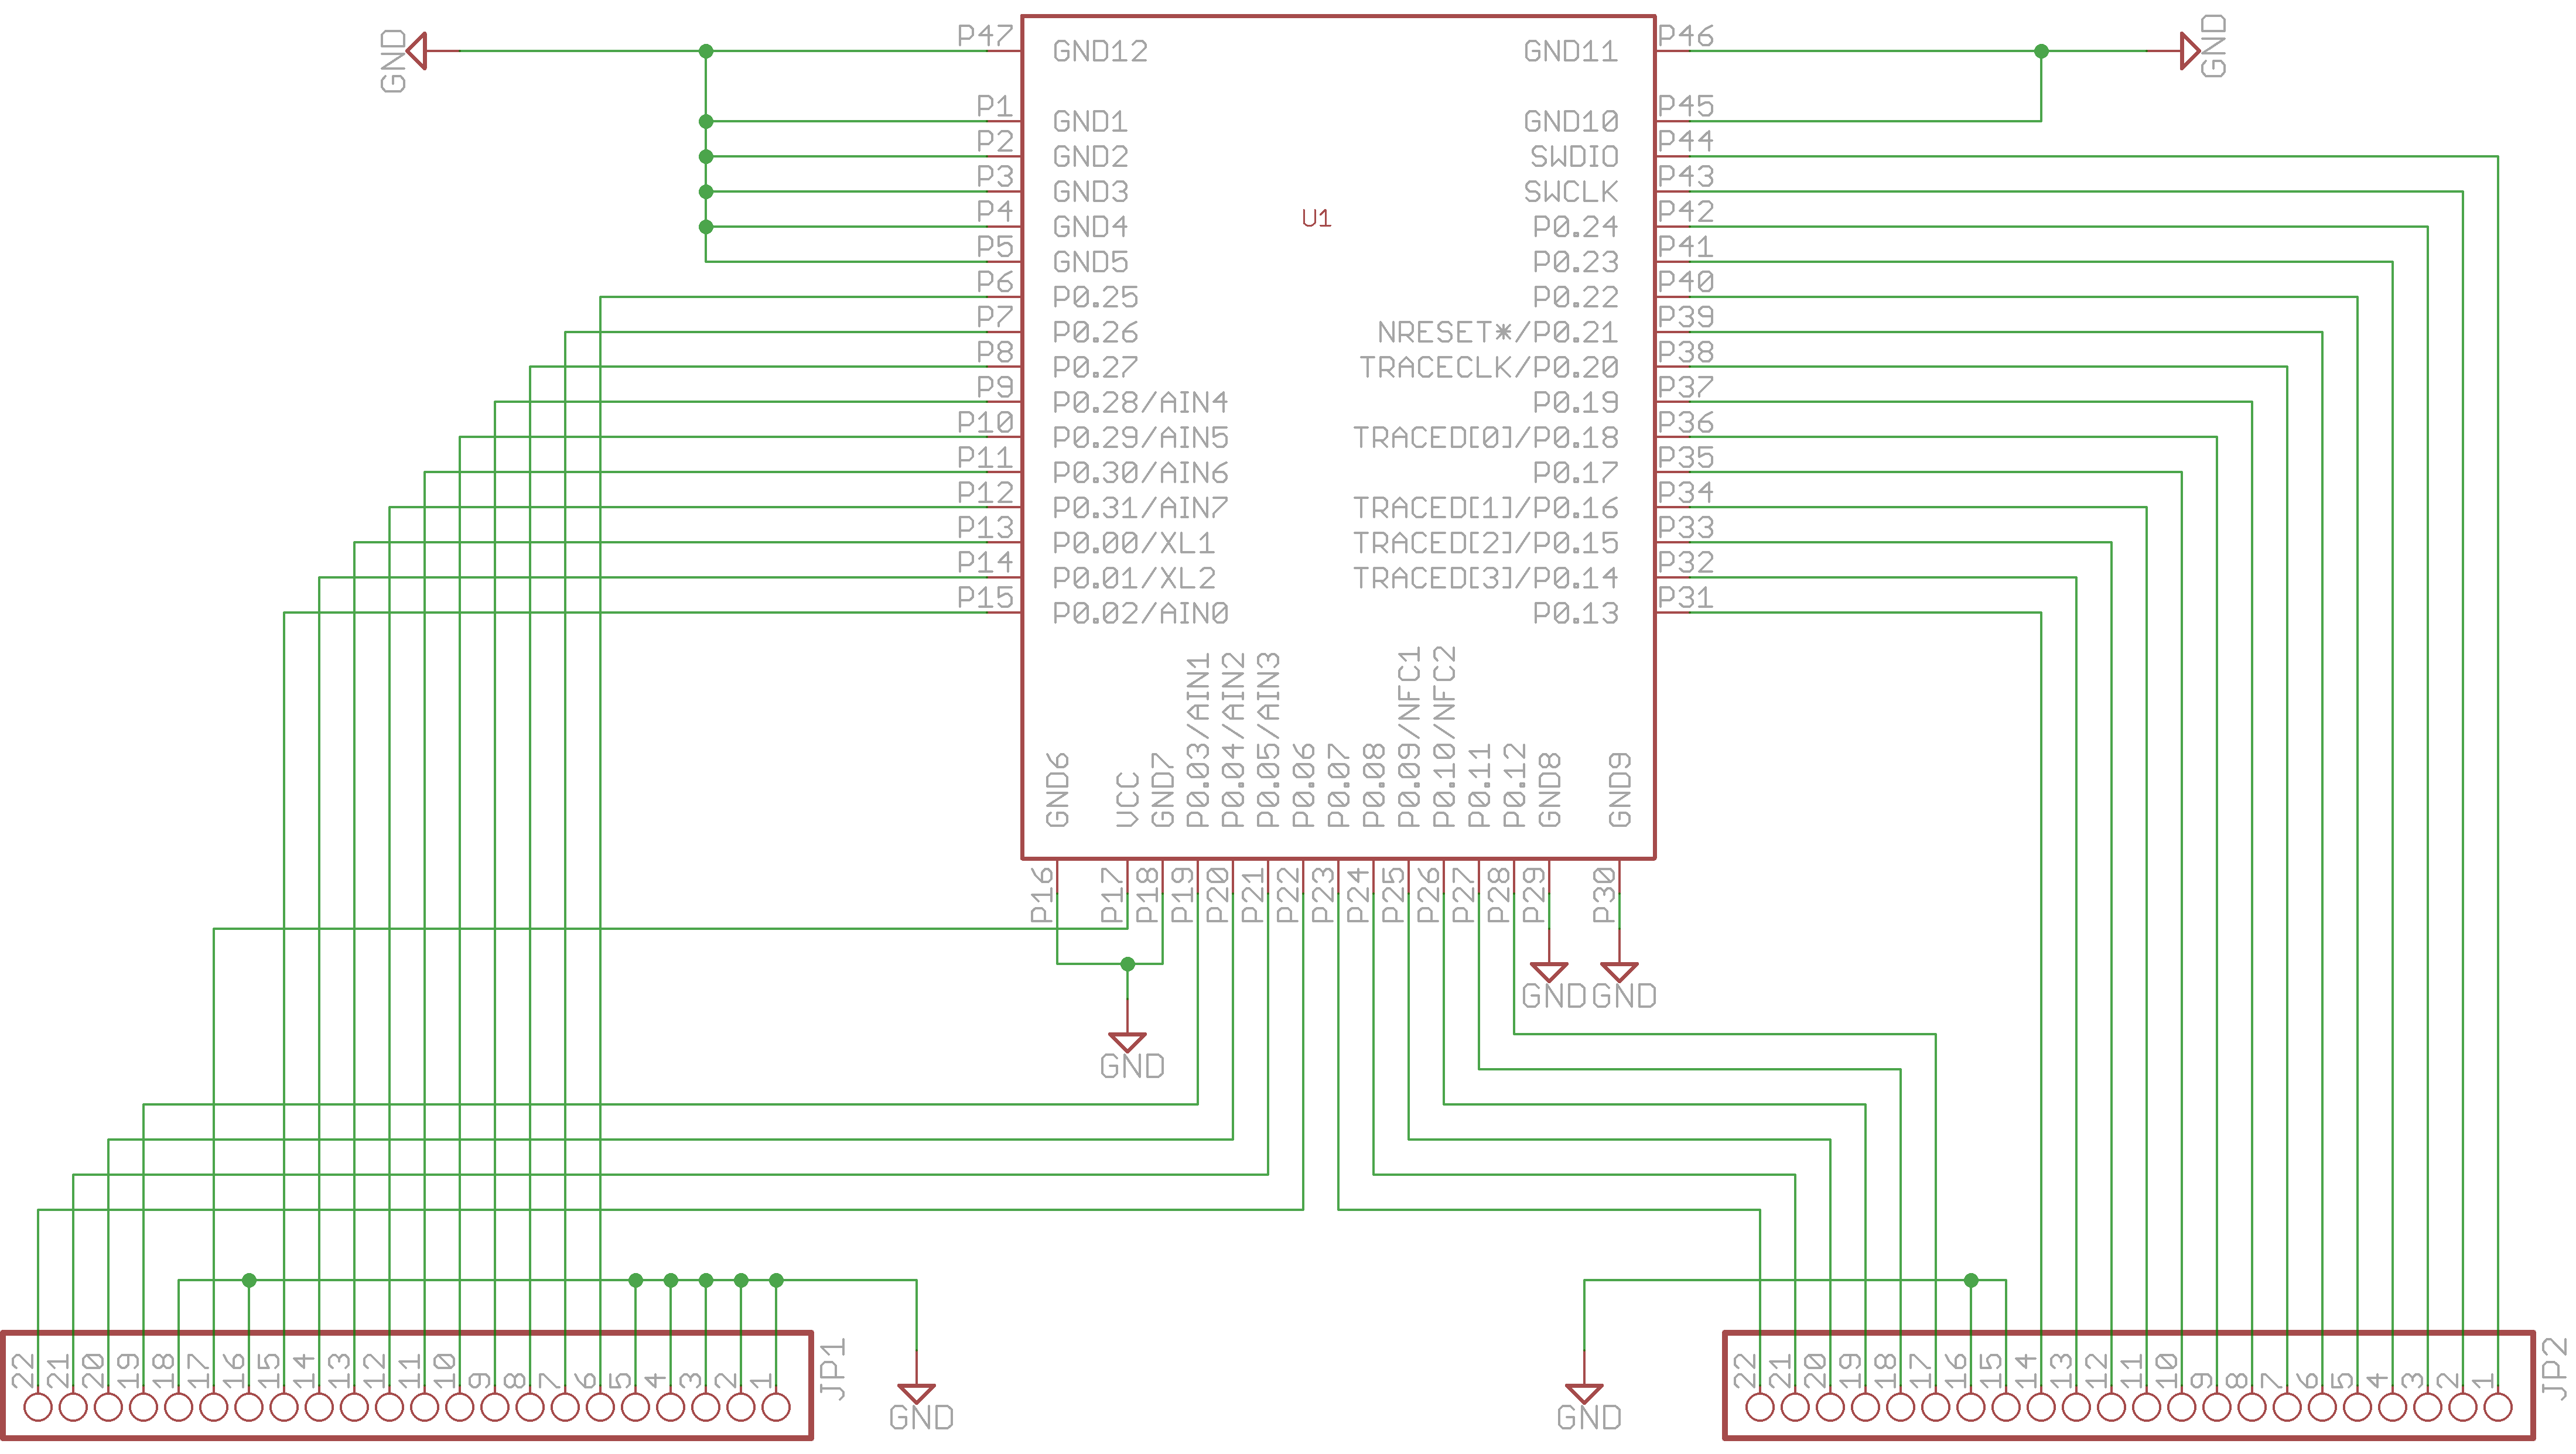 GND P47 GND12 GND11 P46 GND
P1 GND1 GND10 P45
P2 GND2 SWDIO P44
P3 GND3 SWCLK P43
P4 GND4 U1 P0.24 P42
P5 GND5 P0.23 P41
P6 P0.25 P0.22 P40
P7 P0.26 NRESET*/P0.21 P39
P8 P0.27 TRACECLK/P0.20 P38
P9 P0.28/AIN4 P0.19 P37
P10 P0.29/AIN5 TRACED[0]/P0.18 P36
P11 P0.30/AIN6 P0.17 P35
P12 P0.31/AIN7 TRACED[1]/P0.16 P34
P13 P0.00/XL1 TRACED[2]/P0.15 P33
P14 P0.01/XL2 TRACED[3]/P0.14 P32
P15 P0.02/AIN0 P0.13 P31
GND6 VCC GND7 P0.03/AIN1 P0.04/AIN2 P0.05/AIN3 P0.06 P0.07 P0.08 P0.09/NFC1 P0.10/NFC2 P0.11 P0.12 GND8 GND9
P16 P17 P18 P19 P20 P21 P22 P23 P24 P25 P26 P27 P28 P29 P30
GND GND
GND
22 21 20 19 18 17 16 15 14 13 12 11 10 9 8 7 6 5 4 3 2 1 JP1
22 21 20 19 18 17 16 15 14 13 12 11 10 9 8 7 6 5 4 3 2 1 JP2
GND GND